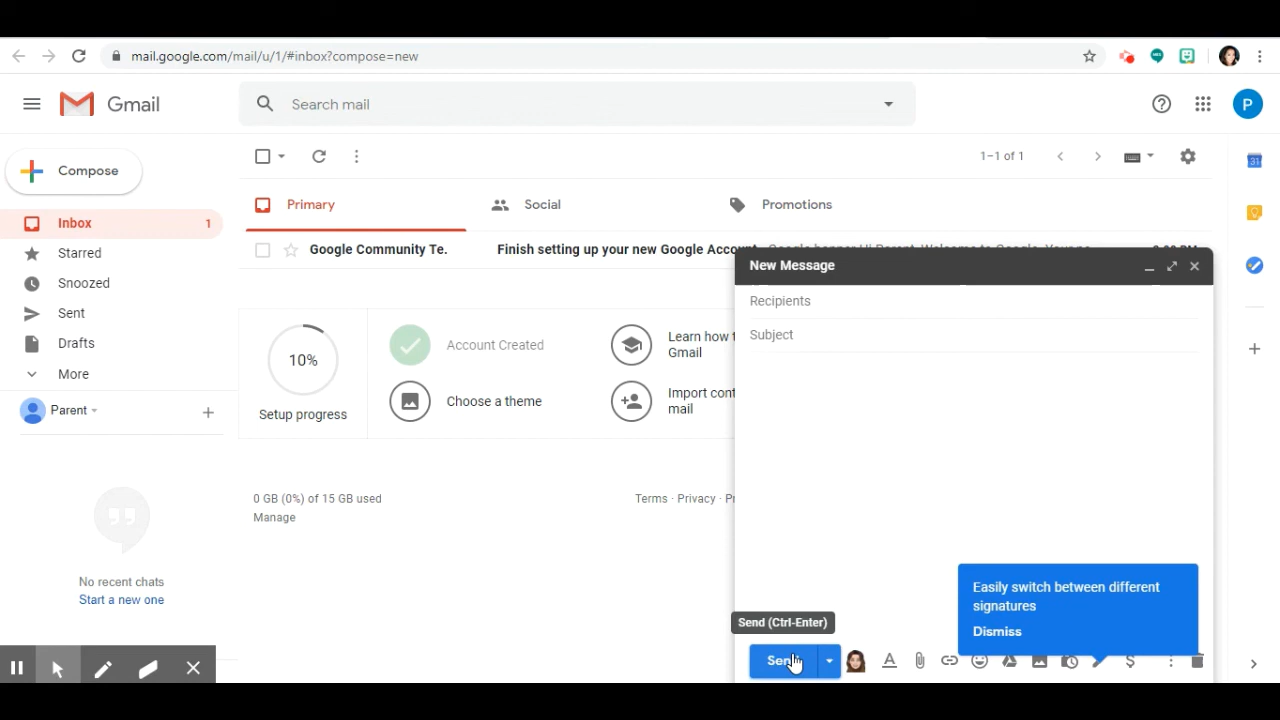 mail.google.com/mail/u/1/#inbox?compose=new
Gmail
Search mail
P
Compose
1–1 of 1
Inbox 1
Primary
Social
Promotions
Starred
Google Community Te.
Finish setting up your new Google Account
New Message
Snoozed
Recipients
Sent
Subject
Drafts
10%
Account Created
Learn how t
Gmail
More
Choose a theme
Import cont
mail
Parent
Setup progress
0 GB (0%) of 15 GB used
Manage
Terms · Privacy · P
31
No recent chats
Start a new one
Easily switch between different
signatures
Dismiss
Send (Ctrl-Enter)